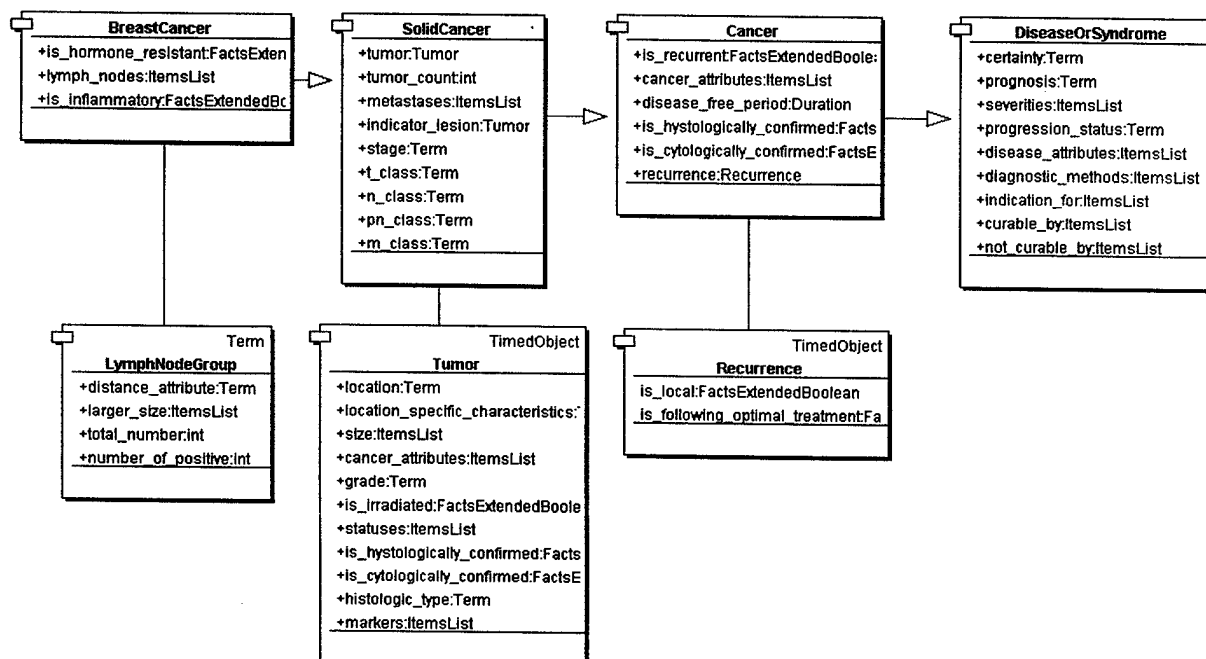 BreastCancer
+is_hormone_resistant:FactsExten
+lymph_nodes:ItemsList
+is_inflammatory:FactsExtendedBo
SolidCancer
+tumor:Tumor
+tumor_count:int
+metastases:ItemsList
+indicator_lesion:Tumor
+stage:Term
+t_class:Term
+n_class:Term
+pn_class:Term
+m_class:Term
Cancer
+is_recurrent:FactsExtendedBoolea
+cancer_attributes:ItemsList
+disease_free_period:Duration
+is_hystologically_confirmed:Facts
+is_cytologically_confirmed:FactsE
+recurrence:Recurrence
DiseaseOrSyndrome
+certainty:Term
+prognosis:Term
+severities:ItemsList
+progression_status:Term
+disease_attributes:ItemsList
+diagnostic_methods:ItemsList
+indication_for:ItemsList
+curable_by:ItemsList
+not_curable_by:ItemsList
Term
LymphNodeGroup
+distance_attribute:Term
+larger_size:ItemsList
+total_number:int
+number_of_positive:int
TimedObject
Tumor
+location:Term
+location_specific_characteristics:
+size:ItemsList
+cancer_attributes:ItemsList
+grade:Term
+is_irradiated:FactsExtendedBoole
+statuses:ItemsList
+is_hystologically_confirmed:Facts
+is_cytologically_confirmed:FactsE
+histologic_type:Term
+markers:ItemsList
TimedObject
Recurrence
is_local:FactsExtendedBoolean
is_following_optimal_treatment:Fa